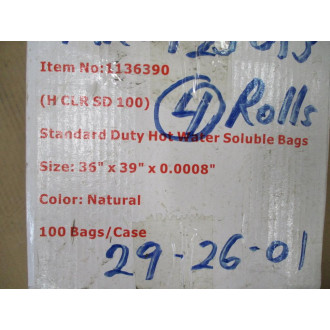 Item No:1136390
(H CLR SD 100)
4 Rolls
Standard Duty Hot Water Soluble Bags
Size: 36" x 39" x 0.0008"
Color: Natural
100 Bags/Case
29-26-01